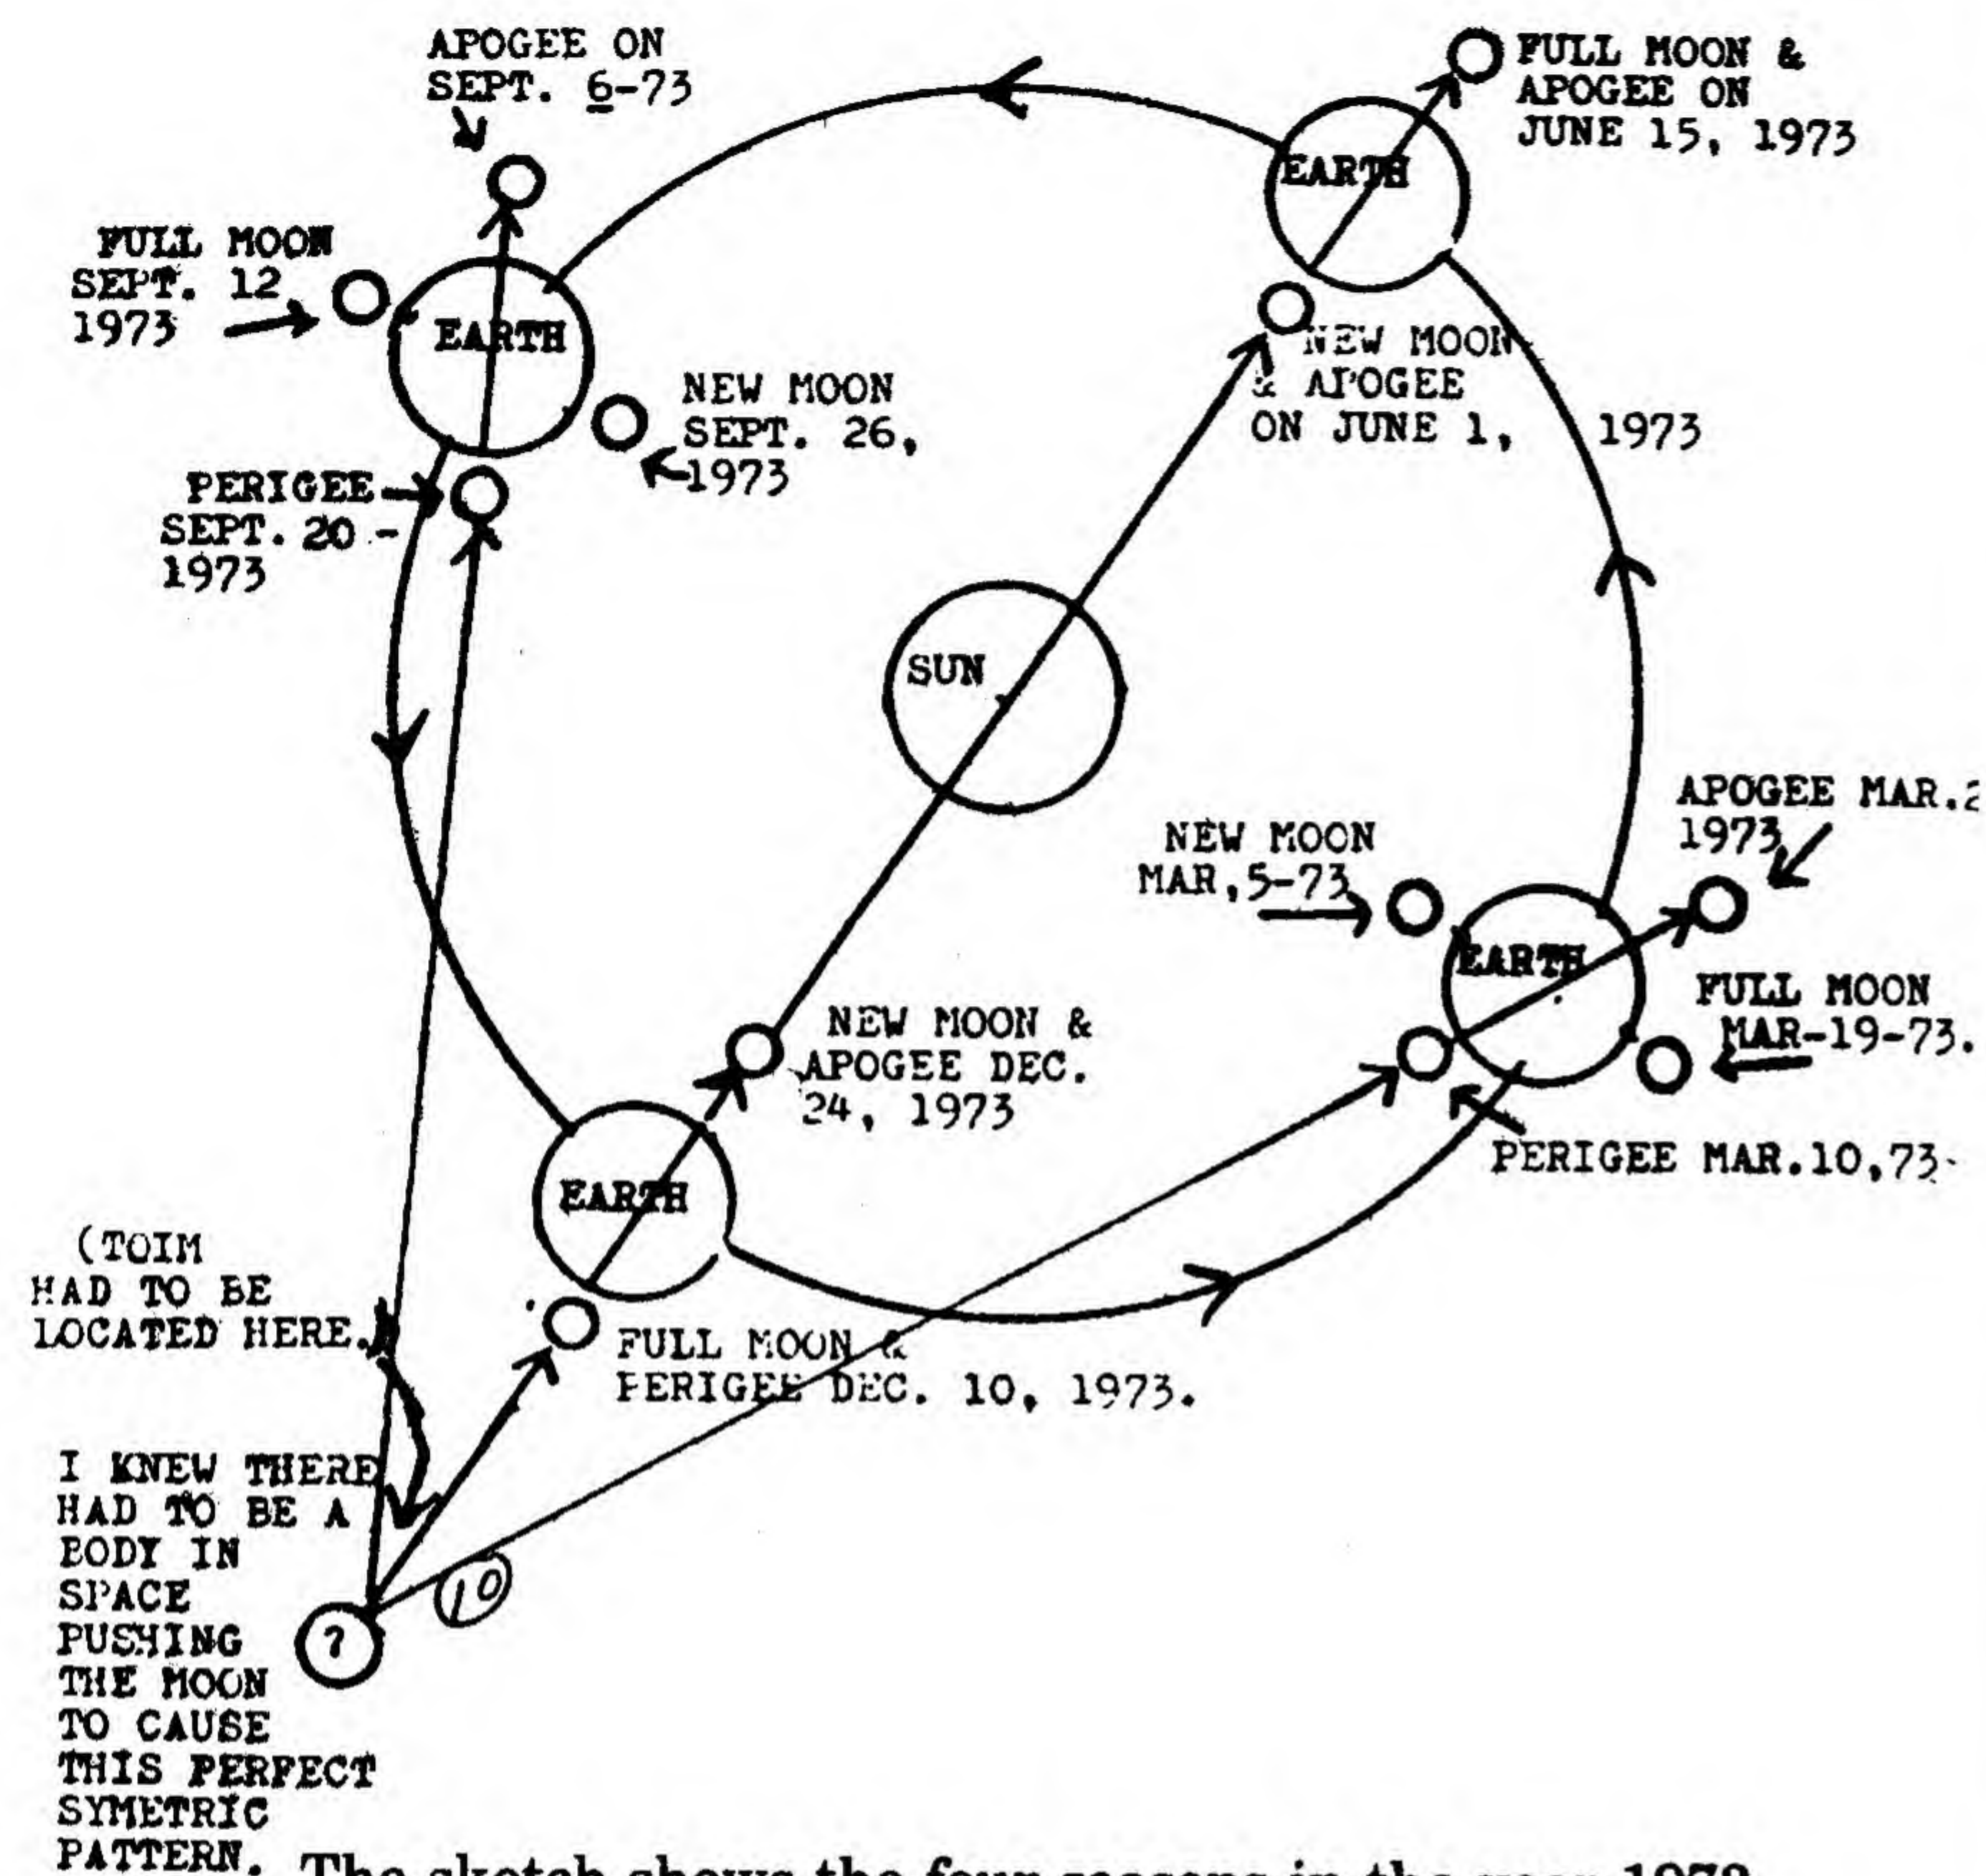 APOGEE ON
SEPT. 6-73
FULL MOON &
APOGEE ON
JUNE 15, 1973
EARTH
FULL MOON
SEPT. 12
1973
EARTH
NEW MOON
SEPT. 26,
1973
NEW MOON
& APOGEE
ON JUNE 1, 1973
PERIGEE
SEPT. 20 -
1973
SUN
APOGEE MAR.2
1973
NEW MOON
MAR,5-73
EARTH
FULL MOON
MAR-19-73.
PERIGEE MAR.10,73-
NEW MOON &
APOGEE DEC.
24, 1973
EARTH
FULL MOON &
PERIGEE DEC. 10, 1973.
(TOIM
HAD TO BE
LOCATED HERE.)
I KNEW THERE
HAD TO BE A
BODY IN
SPACE
PUSHING
THE MOON
TO CAUSE
THIS PERFECT
SYMETRIC
PATTERN.
?
10
The sketch shows the four seasons in the year 1973